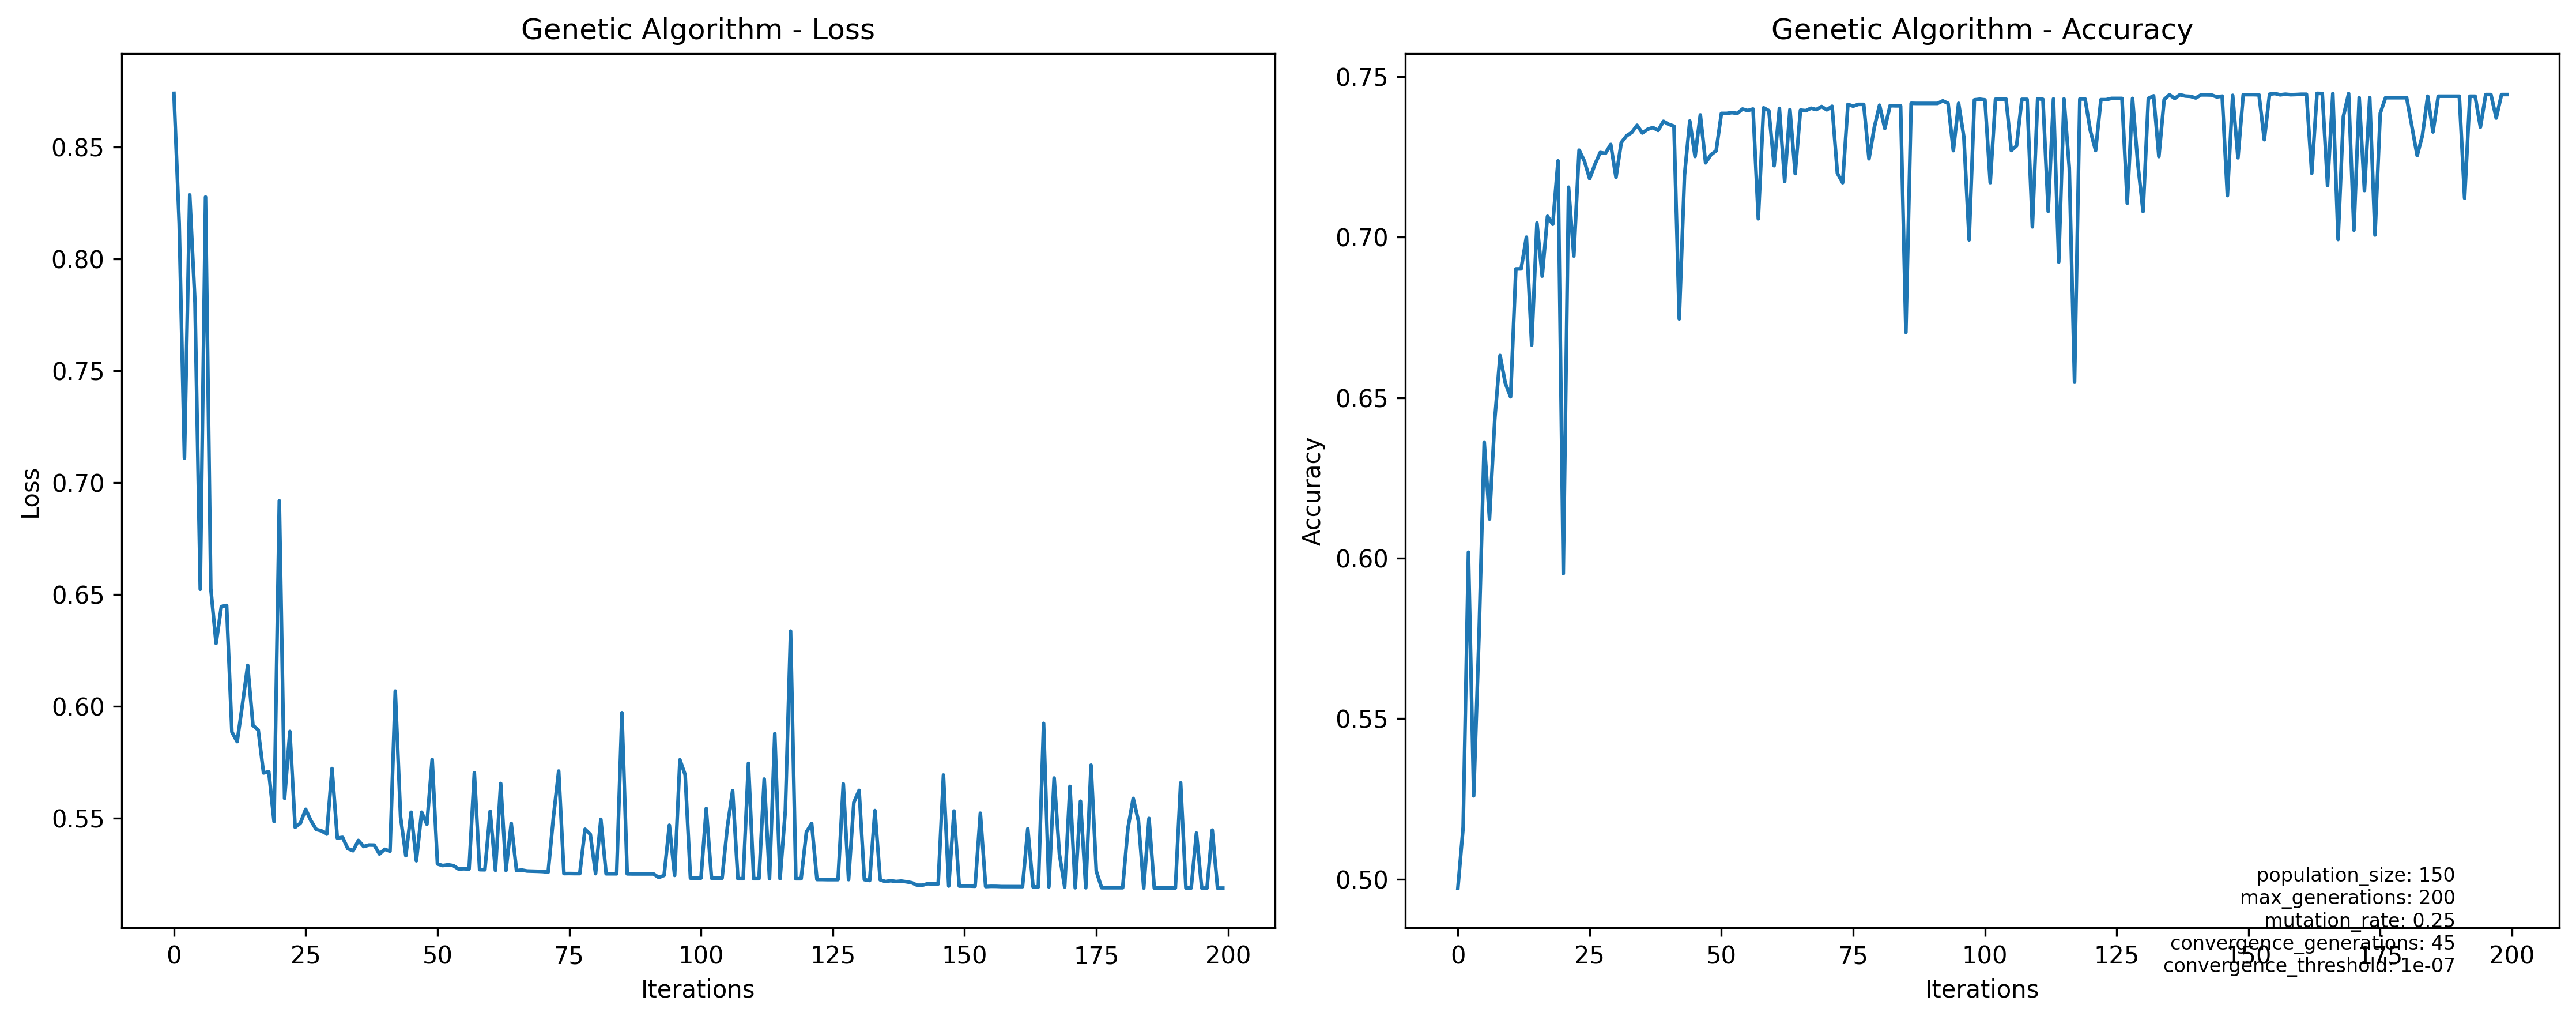 Genetic Algorithm - Loss
Loss
0.85
0.80
0.75
0.70
0.65
0.60
0.55
0 25 50 75 100 125 150 175 200
Iterations
Genetic Algorithm - Accuracy
Accuracy
0.75
0.70
0.65
0.60
0.55
0.50
0 25 50 75 100 125 150 175 200
Iterations
population_size: 150
max_generations: 200
mutation_rate: 0.25
convergence_generations: 45
convergence_threshold: 1e-07